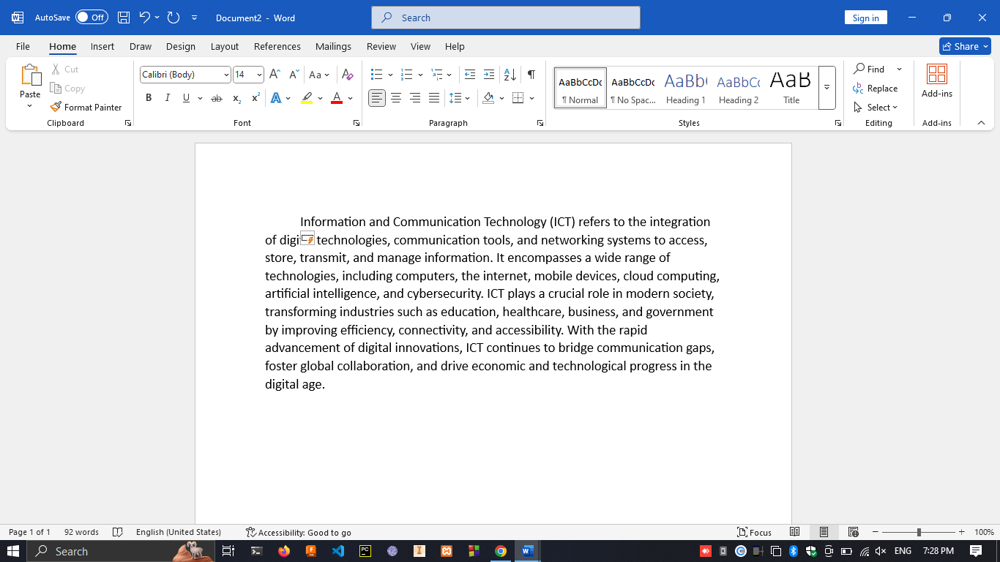 AutoSave Off Document2 - Word Search Sign in
File Home Insert Draw Design Layout References Mailings Review View Help Share
Paste Cut Copy Format Painter Clipboard
Calibri (Body) 14 Aa
B I U ab x₂ x² A A Font
Paragraph
AaBbCcDc AaBbCcDc AaBb( AaBbCc AaB
¶ Normal ¶ No Spac... Heading 1 Heading 2 Title
Styles
Find Replace Select Editing
Add-ins Add-ins
Information and Communication Technology (ICT) refers to the integration
of digi technologies, communication tools, and networking systems to access,
store, transmit, and manage information. It encompasses a wide range of
technologies, including computers, the internet, mobile devices, cloud computing,
artificial intelligence, and cybersecurity. ICT plays a crucial role in modern society,
transforming industries such as education, healthcare, business, and government
by improving efficiency, connectivity, and accessibility. With the rapid
advancement of digital innovations, ICT continues to bridge communication gaps,
foster global collaboration, and drive economic and technological progress in the
digital age.
Page 1 of 1 92 words English (United States) Accessibility: Good to go Focus 100%
Search ENG 7:28 PM